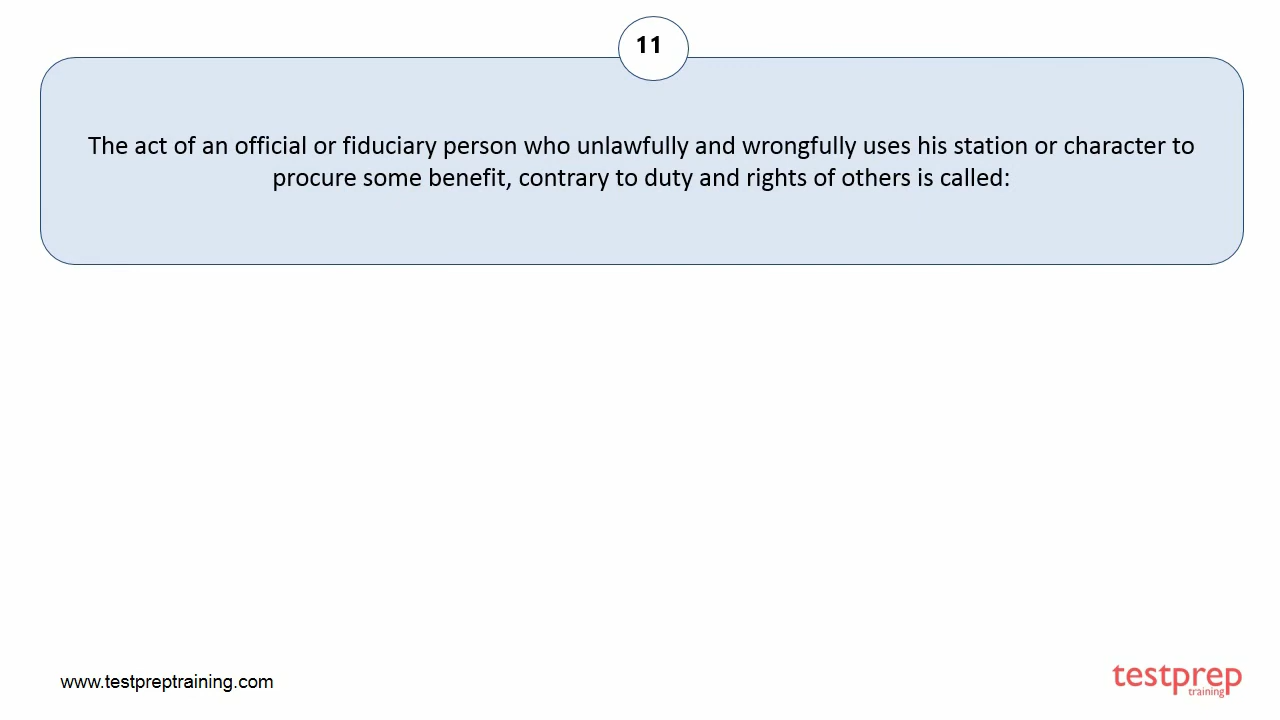 11
The act of an official or fiduciary person who unlawfully and wrongfully uses his station or character to
procure some benefit, contrary to duty and rights of others is called:
www.testpreptraining.com
testprep
training